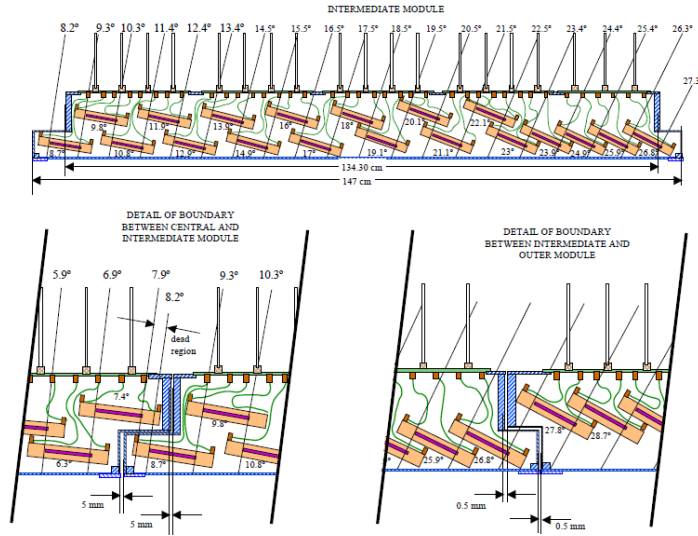 INTERMEDIATE MODULE
8.2° 9.3° 10.3° 11.4° 12.4° 13.4° 14.5° 15.5° 16.5° 17.5° 18.5° 19.5° 20.5° 21.5° 22.5° 23.4° 24.4° 25.4° 26.3°
27.3
9.8° 11.9° 13.9° 16° 18° 20.1° 22.1°
8.7° 10.8° 12.9° 14.9° 17° 19.1° 21.1° 23° 23.9° 24.9° 25.9° 26.8°
134.30 cm
147 cm
DETAIL OF BOUNDARY
BETWEEN CENTRAL AND
INTERMEDIATE MODULE
5.9° 6.9° 7.9° 9.3° 10.3°
8.2°
dead
region
7.4°
9.8°
6.3° 8.7° 10.8°
5 mm
5 mm
DETAIL OF BOUNDARY
BETWEEN INTERMEDIATE AND
OUTER MODULE
27.8°
28.7°
° 25.9° 26.8°
0.5 mm
0.5 mm